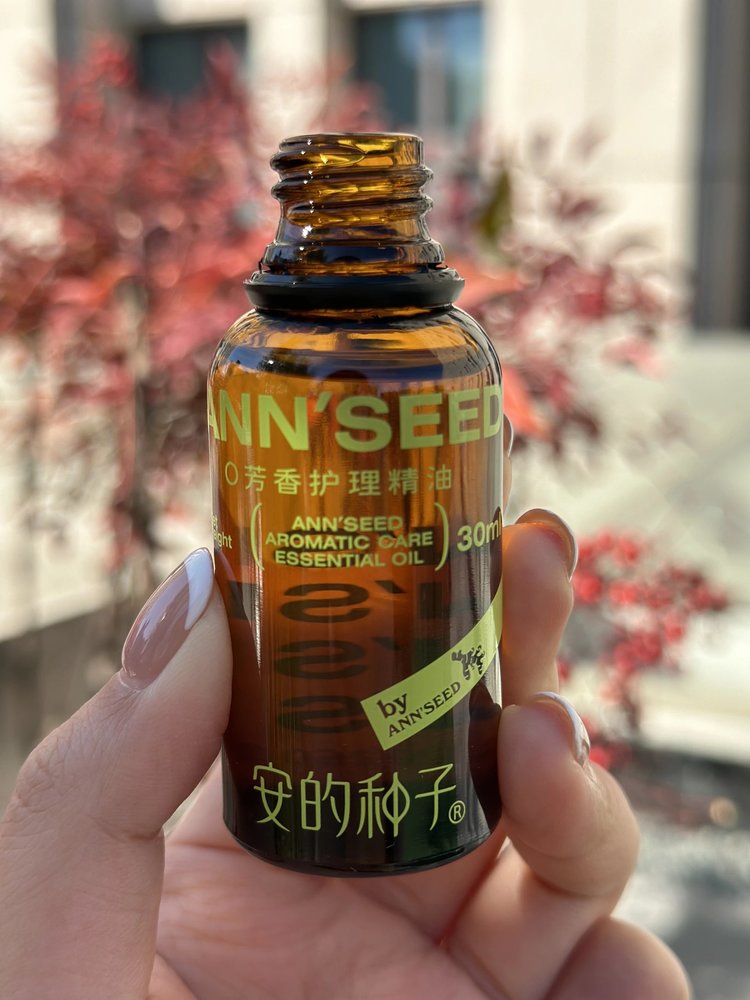 ANN'SEED
芳香护理精油
ANN'SEED
AROMATIC CARE
ESSENTIAL OIL
30ml
by
ANN'SEED
安的种子®